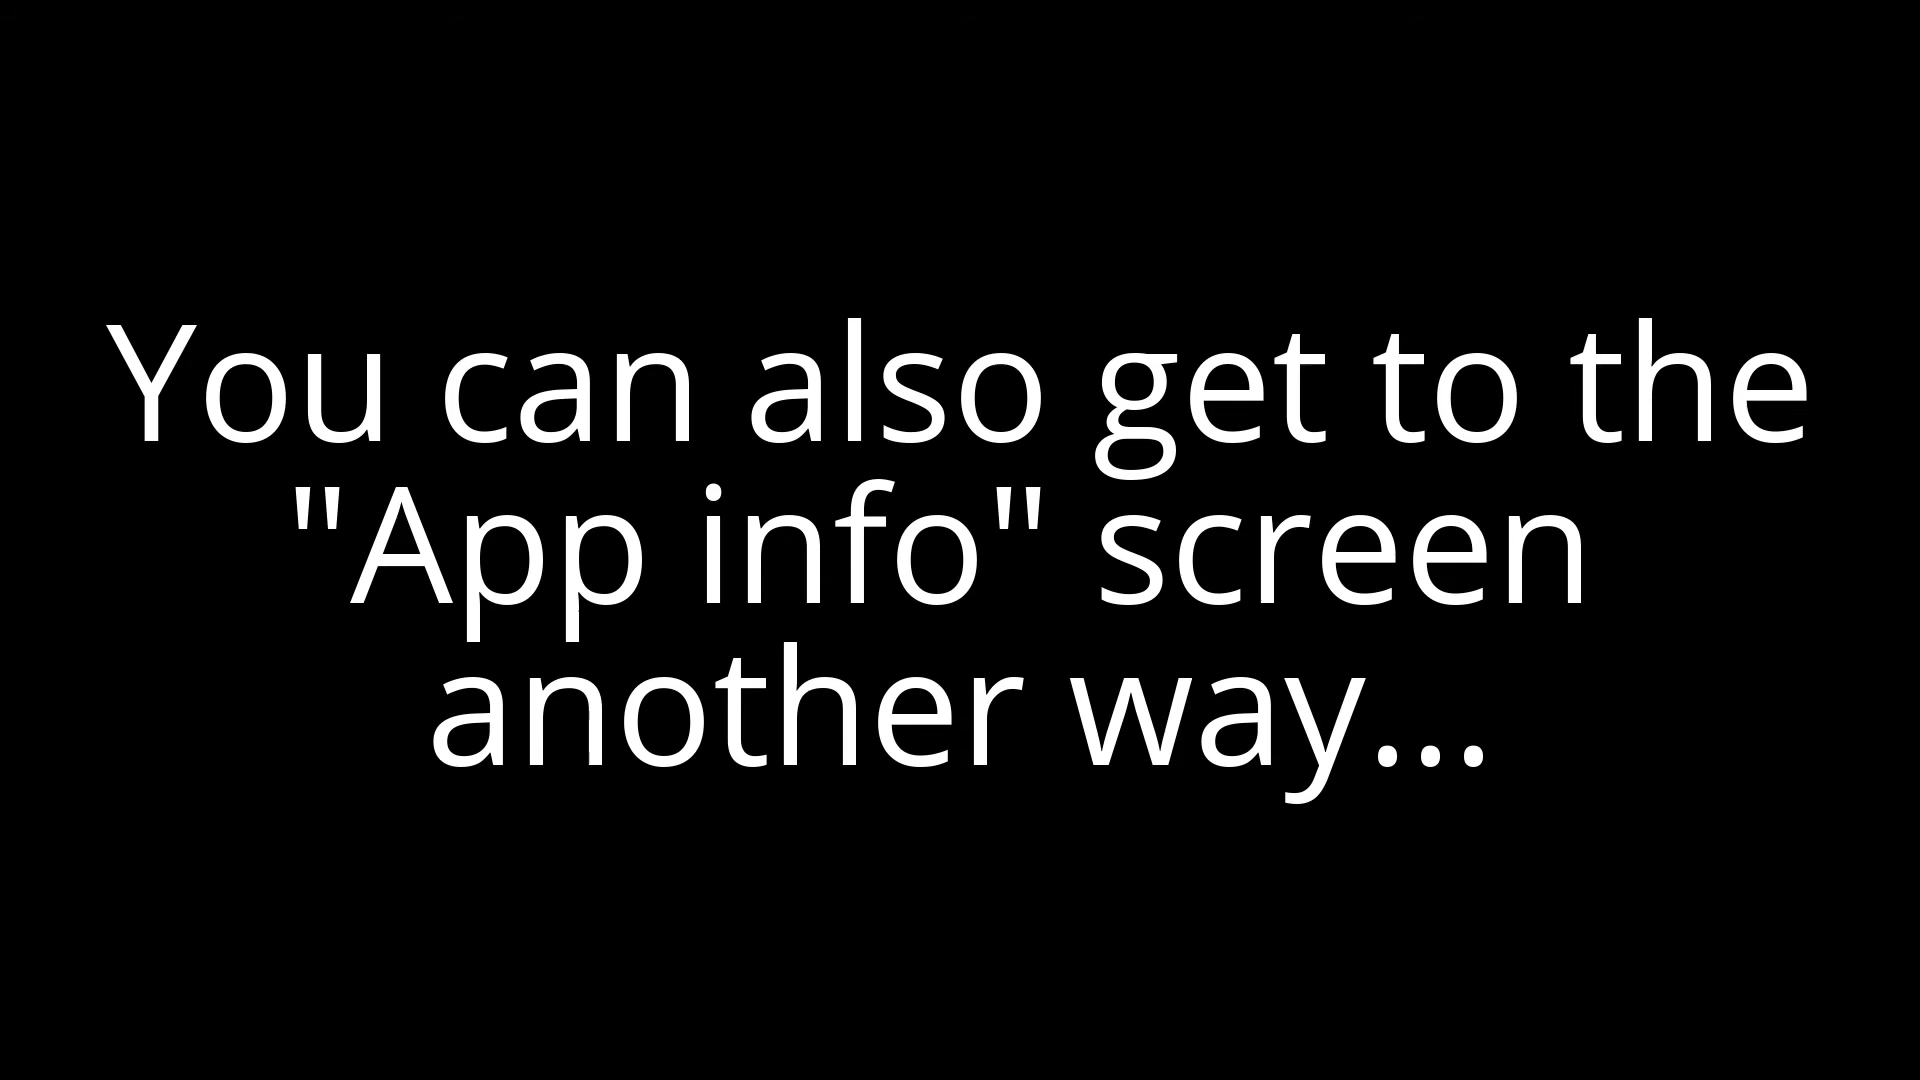 You can also get to the
"App info" screen
another way...